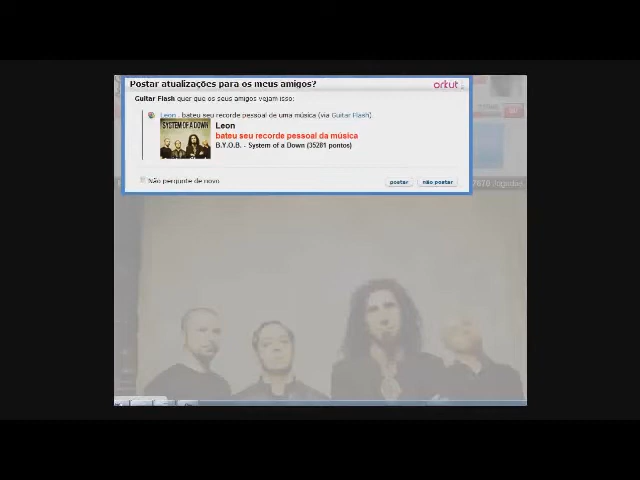 Postar atualizações para os meus amigos?
orkut
Guitar Flash quer que os seus amigos vejam isso:
Leon - bateu seu recorde pessoal de uma música (via Guitar Flash)
SYSTEM OF A DOWN
Leon
bateu seu recorde pessoal da música
B.Y.O.B. - System of a Down (35281 pontos)
Não pergunte de novo
postar
não postar